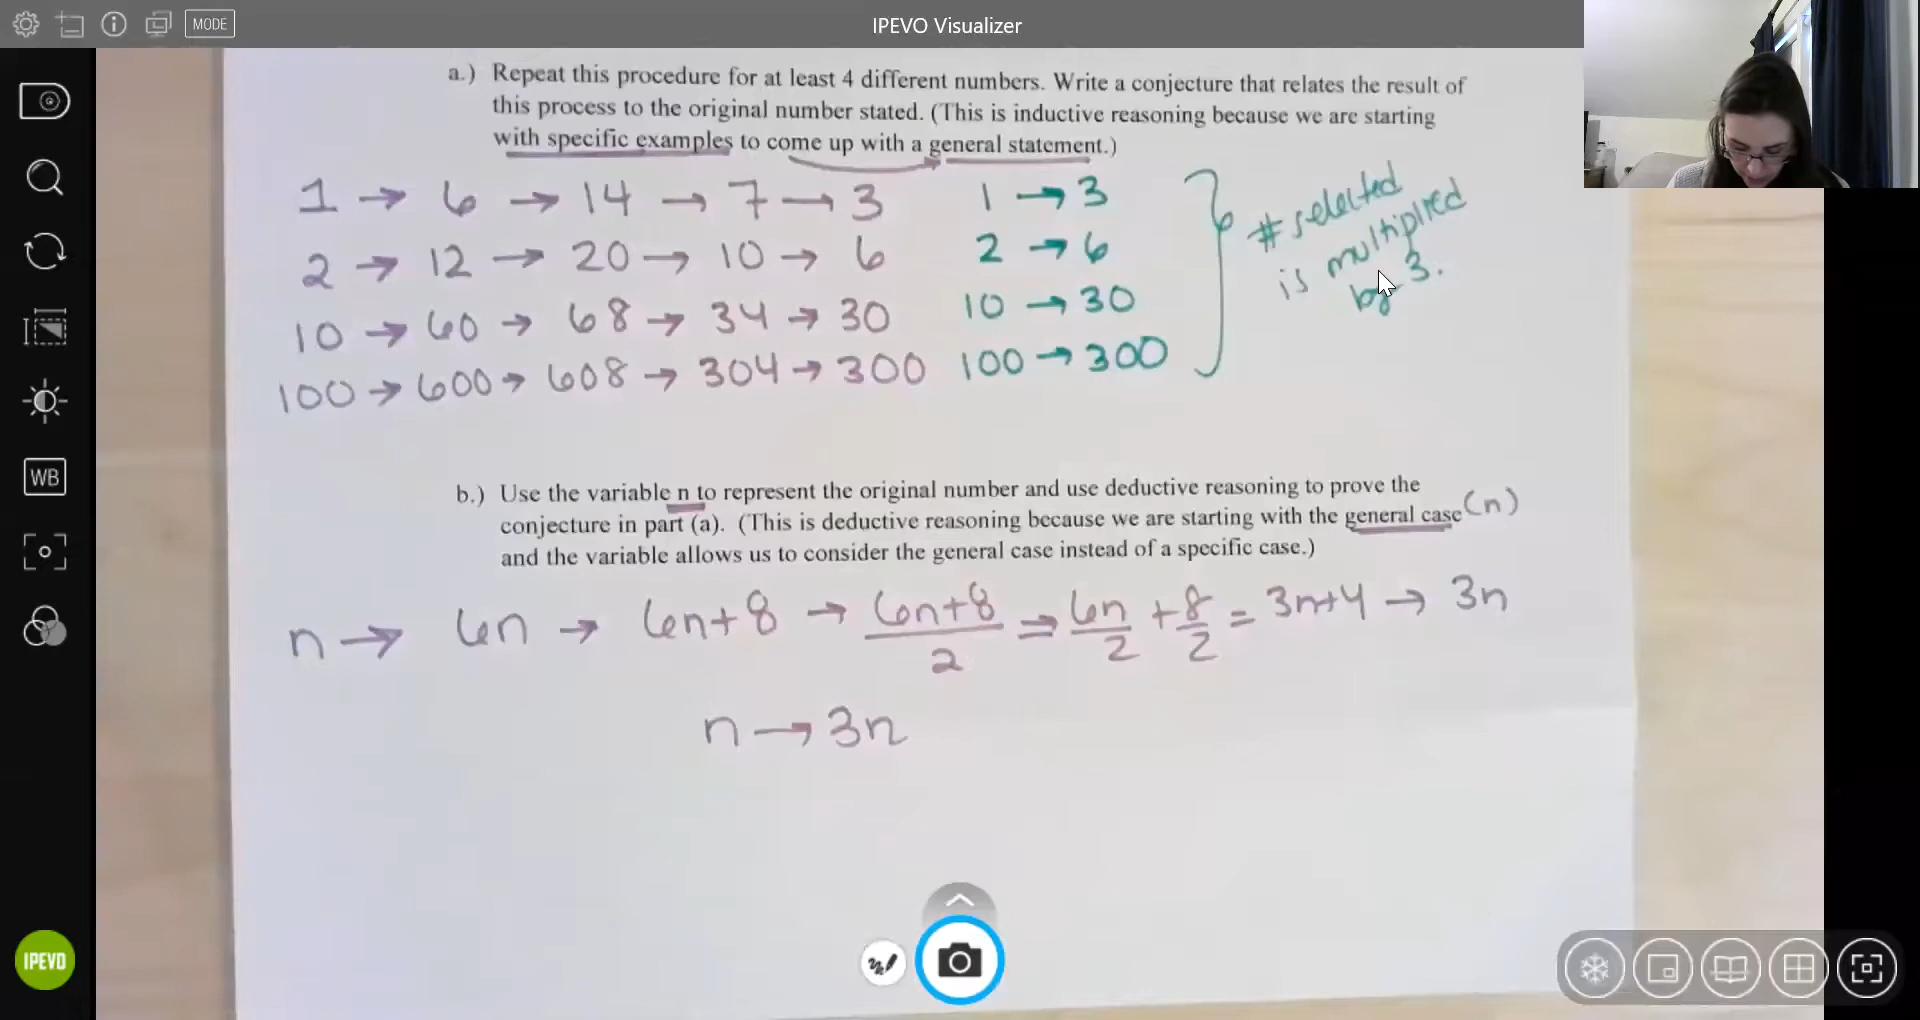 MODE
IPEVO Visualizer
a.) Repeat this procedure for at least 4 different numbers. Write a conjecture that relates the result of
this process to the original number stated. (This is inductive reasoning because we are starting
with specific examples to come up with a general statement.)
1 → 6 → 14 → 7 → 3
2 → 12 → 20 → 10 → 6
10 → 60 → 68 → 34 → 30
100 → 600 → 608 → 304 → 300
1 → 3
2 → 6
10 → 30
100 → 300
# selected
is multiplied
by 3.
WB
b.) Use the variable n to represent the original number and use deductive reasoning to prove the
conjecture in part (a). (This is deductive reasoning because we are starting with the general case (n)
and the variable allows us to consider the general case instead of a specific case.)
n → 6n → 6n+8 → (6n+8)/2 = 6n/2 + 8/2 = 3n+4 → 3n
n → 3n
IPEVO